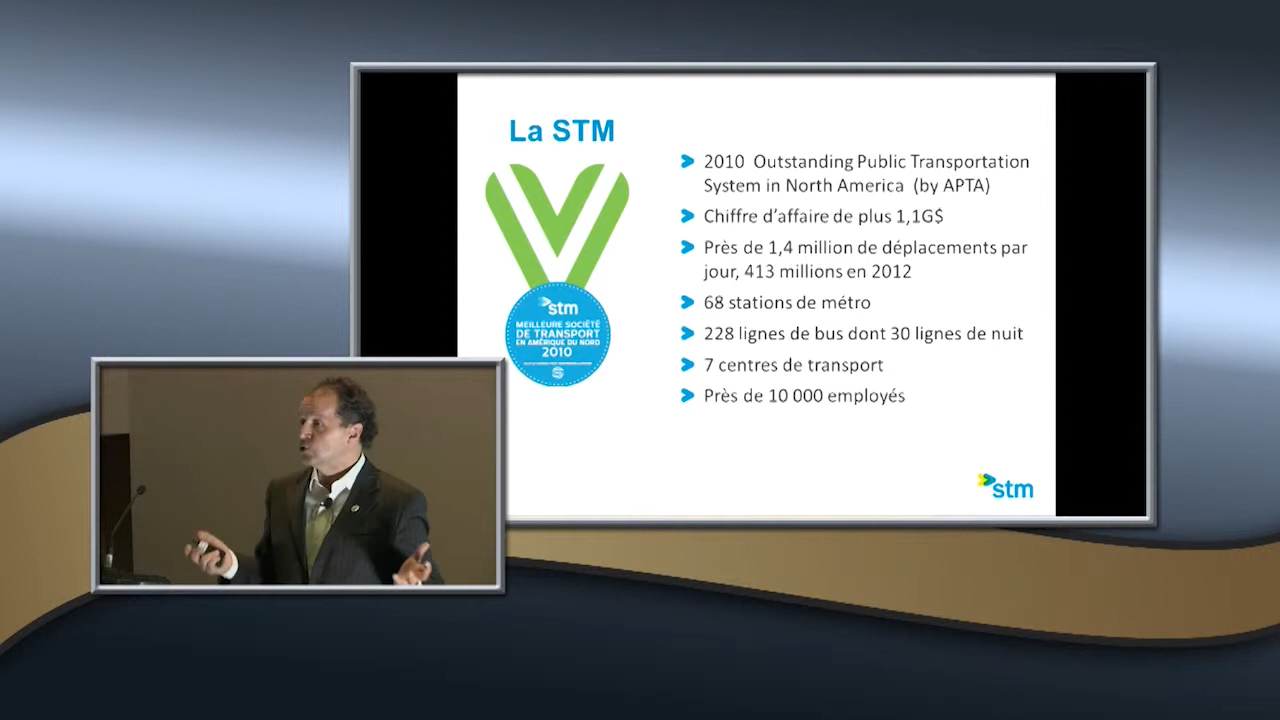 La STM
stm
MEILLEURE SOCIÉTÉ
DE TRANSPORT
EN AMÉRIQUE DU NORD
2010
2010 Outstanding Public Transportation
System in North America (by APTA)
Chiffre d'affaire de plus 1,1G$
Près de 1,4 million de déplacements par
jour, 413 millions en 2012
68 stations de métro
228 lignes de bus dont 30 lignes de nuit
7 centres de transport
Près de 10 000 employés
stm